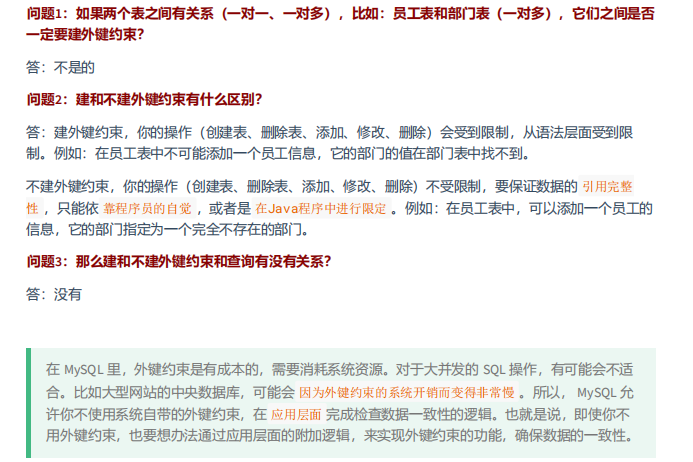 问题1：如果两个表之间有关系（一对一、一对多），比如：员工表和部门表（一对多），它们之间是否
一定要建外键约束？
答：不是的
问题2：建和不建外键约束有什么区别？
答：建外键约束，你的操作（创建表、删除表、添加、修改、删除）会受到限制，从语法层面受到限
制。例如：在员工表中不可能添加一个员工信息，它的部门的值在部门表中找不到。
不建外键约束，你的操作（创建表、删除表、添加、修改、删除）不受限制，要保证数据的 引用完整
性 ，只能依 靠程序员的自觉 ，或者是 在Java程序中进行限定 。例如：在员工表中，可以添加一个员工的
信息，它的部门指定为一个完全不存在的部门。
问题3：那么建和不建外键约束和查询有没有关系？
答：没有
在 MySQL 里，外键约束是有成本的，需要消耗系统资源。对于大并发的 SQL 操作，有可能会不适
合。比如大型网站的中央数据库，可能会 因为外键约束的系统开销而变得非常慢 。所以， MySQL 允
许你不使用系统自带的外键约束，在 应用层面 完成检查数据一致性的逻辑。也就是说，即使你不
用外键约束，也要想办法通过应用层面的附加逻辑，来实现外键约束的功能，确保数据的一致性。